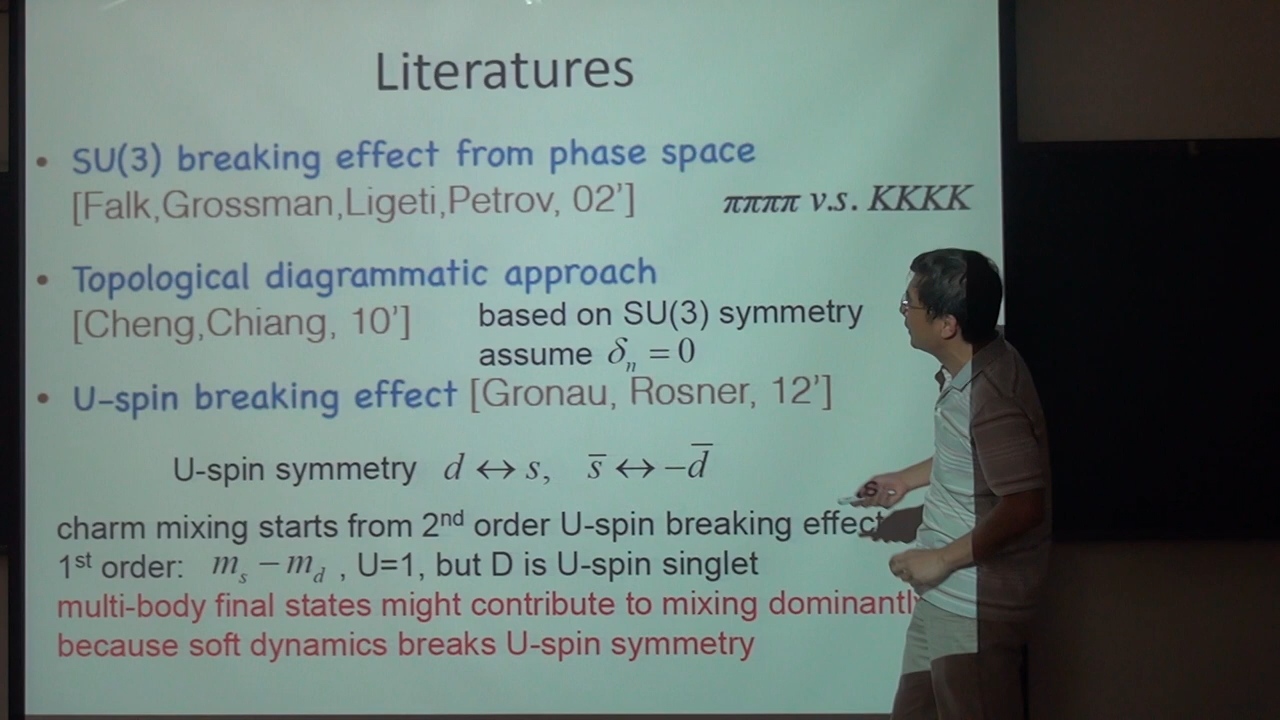 Literatures
• SU(3) breaking effect from phase space
[Falk,Grossman,Ligeti,Petrov, 02']
ππππ v.s. KKKK
• Topological diagrammatic approach
[Cheng,Chiang, 10']
based on SU(3) symmetry
assume δₙ = 0
• U-spin breaking effect [Gronau, Rosner, 12']
U-spin symmetry d ↔ s, s̅ ↔ −d̅
charm mixing starts from 2nd order U-spin breaking effect
1st order: mₛ − m_d , U=1, but D is U-spin singlet
multi-body final states might contribute to mixing dominantly
because soft dynamics breaks U-spin symmetry